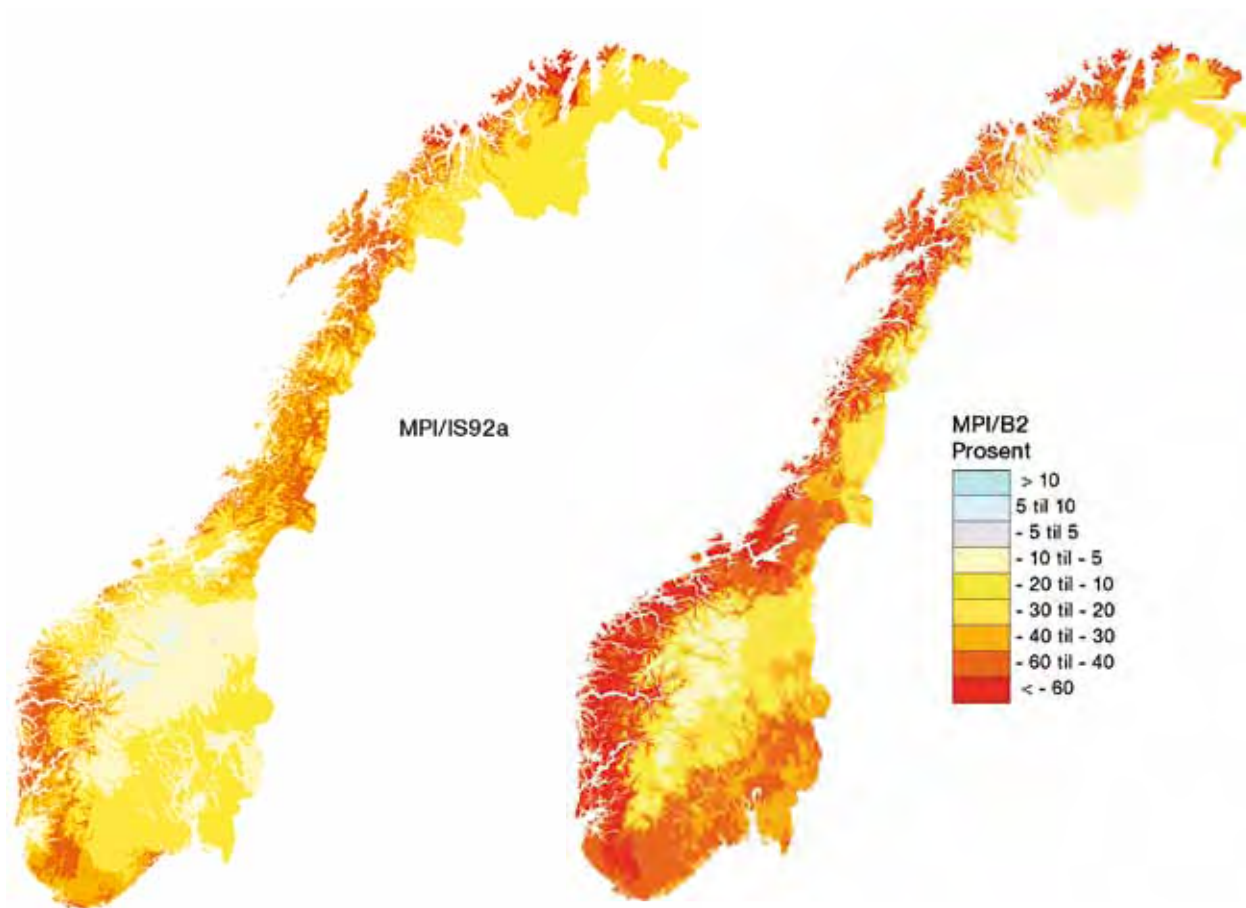 MPI/IS92a
MPI/B2
Prosent
> 10
5 til 10
- 5 til 5
- 10 til - 5
- 20 til - 10
- 30 til - 20
- 40 til - 30
- 60 til - 40
< - 60